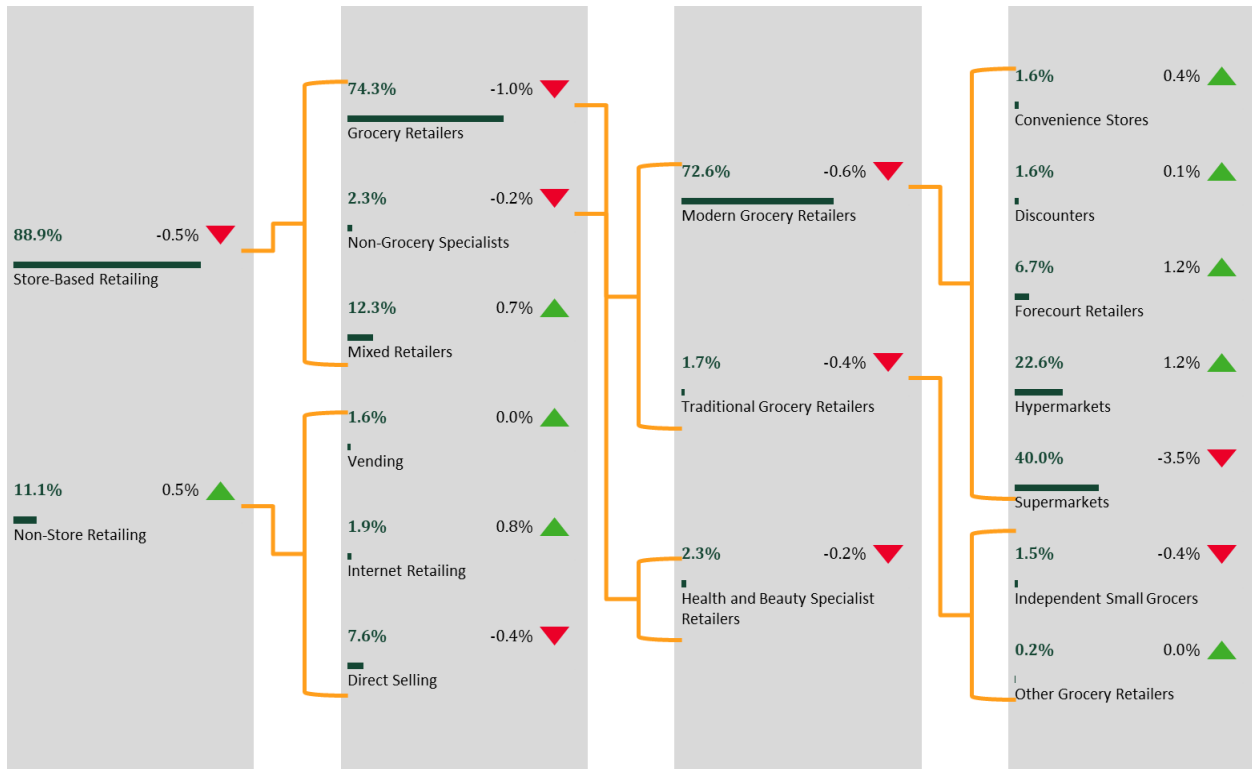 88.9% -0.5%
Store-Based Retailing
11.1% 0.5%
Non-Store Retailing
74.3% -1.0%
Grocery Retailers
2.3% -0.2%
Non-Grocery Specialists
12.3% 0.7%
Mixed Retailers
1.6% 0.0%
Vending
1.9% 0.8%
Internet Retailing
7.6% -0.4%
Direct Selling
72.6% -0.6%
Modern Grocery Retailers
1.7% -0.4%
Traditional Grocery Retailers
2.3% -0.2%
Health and Beauty Specialist
Retailers
1.6% 0.4%
Convenience Stores
1.6% 0.1%
Discounters
6.7% 1.2%
Forecourt Retailers
22.6% 1.2%
Hypermarkets
40.0% -3.5%
Supermarkets
1.5% -0.4%
Independent Small Grocers
0.2% 0.0%
Other Grocery Retailers